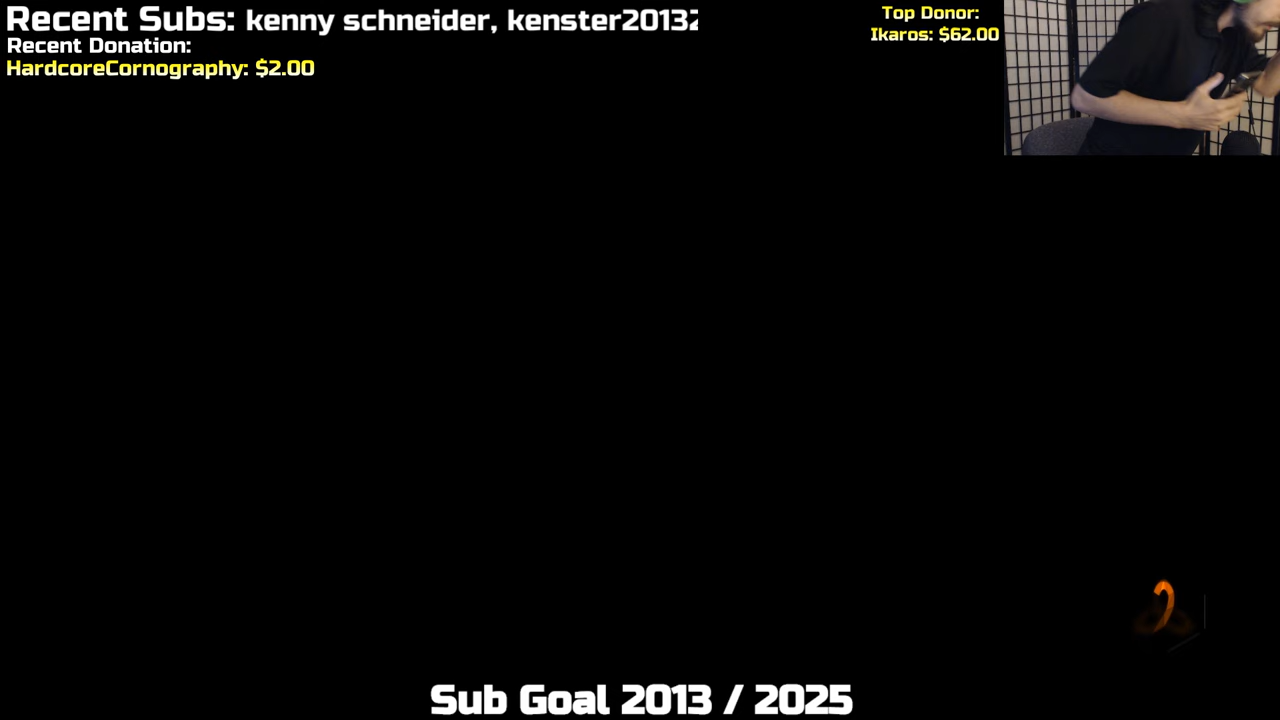 Recent Subs: kenny schneider, kenster2013
Recent Donation:
HardcoreCornography: $2.00
Top Donor:
Ikaros: $62.00
Sub Goal 2013 / 2025